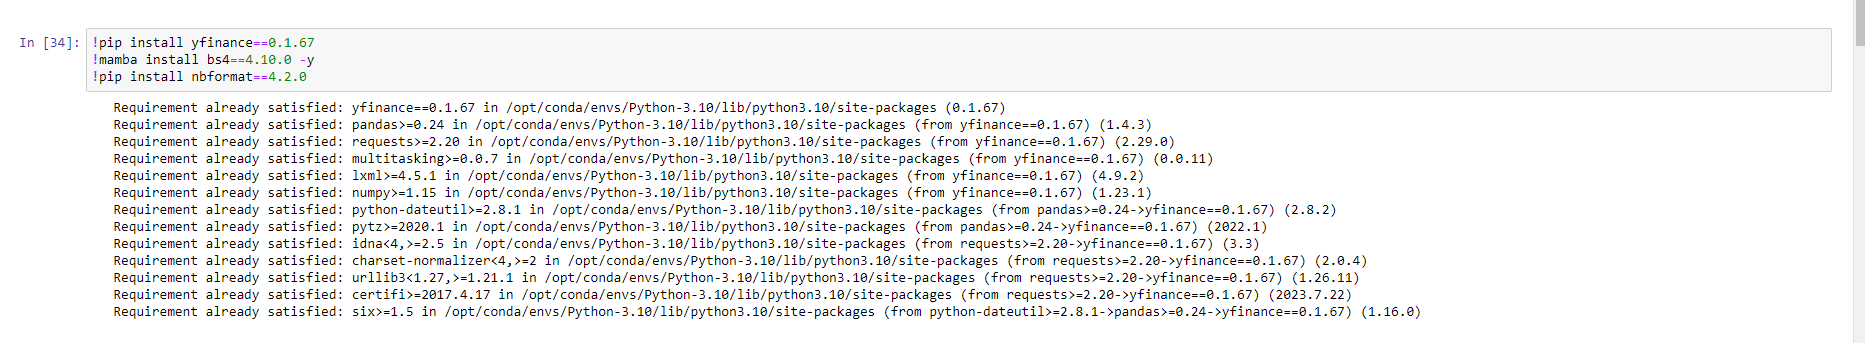 In [34]: !pip install yfinance==0.1.67
!mamba install bs4==4.10.0 -y
!pip install nbformat==4.2.0
Requirement already satisfied: yfinance==0.1.67 in /opt/conda/envs/Python-3.10/lib/python3.10/site-packages (0.1.67)
Requirement already satisfied: pandas>=0.24 in /opt/conda/envs/Python-3.10/lib/python3.10/site-packages (from yfinance==0.1.67) (1.4.3)
Requirement already satisfied: requests>=2.20 in /opt/conda/envs/Python-3.10/lib/python3.10/site-packages (from yfinance==0.1.67) (2.29.0)
Requirement already satisfied: multitasking>=0.0.7 in /opt/conda/envs/Python-3.10/lib/python3.10/site-packages (from yfinance==0.1.67) (0.0.11)
Requirement already satisfied: lxml>=4.5.1 in /opt/conda/envs/Python-3.10/lib/python3.10/site-packages (from yfinance==0.1.67) (4.9.2)
Requirement already satisfied: numpy>=1.15 in /opt/conda/envs/Python-3.10/lib/python3.10/site-packages (from yfinance==0.1.67) (1.23.1)
Requirement already satisfied: python-dateutil>=2.8.1 in /opt/conda/envs/Python-3.10/lib/python3.10/site-packages (from pandas>=0.24->yfinance==0.1.67) (2.8.2)
Requirement already satisfied: pytz>=2020.1 in /opt/conda/envs/Python-3.10/lib/python3.10/site-packages (from pandas>=0.24->yfinance==0.1.67) (2022.1)
Requirement already satisfied: idna<4,>=2.5 in /opt/conda/envs/Python-3.10/lib/python3.10/site-packages (from requests>=2.20->yfinance==0.1.67) (3.3)
Requirement already satisfied: charset-normalizer<4,>=2 in /opt/conda/envs/Python-3.10/lib/python3.10/site-packages (from requests>=2.20->yfinance==0.1.67) (2.0.4)
Requirement already satisfied: urllib3<1.27,>=1.21.1 in /opt/conda/envs/Python-3.10/lib/python3.10/site-packages (from requests>=2.20->yfinance==0.1.67) (1.26.11)
Requirement already satisfied: certifi>=2017.4.17 in /opt/conda/envs/Python-3.10/lib/python3.10/site-packages (from requests>=2.20->yfinance==0.1.67) (2023.7.22)
Requirement already satisfied: six>=1.5 in /opt/conda/envs/Python-3.10/lib/python3.10/site-packages (from python-dateutil>=2.8.1->pandas>=0.24->yfinance==0.1.67) (1.16.0)